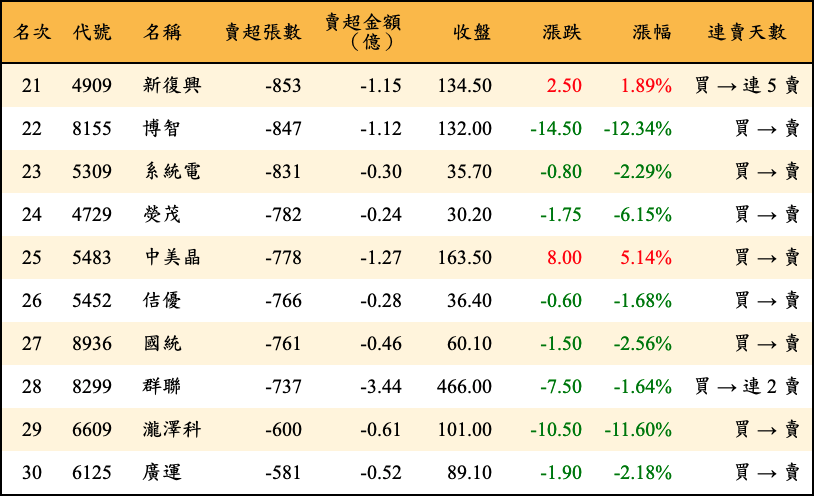 名次 代號 名稱 賣超張數 賣超金額（億） 收盤 漲跌 漲幅 連賣天數
21 4909 新復興 -853 -1.15 134.50 2.50 1.89% 買 → 連 5 賣
22 8155 博智 -847 -1.12 132.00 -14.50 -12.34% 買 → 賣
23 5309 系統電 -831 -0.30 35.70 -0.80 -2.29% 買 → 賣
24 4729 熒茂 -782 -0.24 30.20 -1.75 -6.15% 買 → 賣
25 5483 中美晶 -778 -1.27 163.50 8.00 5.14% 買 → 賣
26 5452 佶優 -766 -0.28 36.40 -0.60 -1.68% 買 → 賣
27 8936 國統 -761 -0.46 60.10 -1.50 -2.56% 買 → 賣
28 8299 群聯 -737 -3.44 466.00 -7.50 -1.64% 買 → 連 2 賣
29 6609 瀧澤科 -600 -0.61 101.00 -10.50 -11.60% 買 → 賣
30 6125 廣運 -581 -0.52 89.10 -1.90 -2.18% 買 → 賣